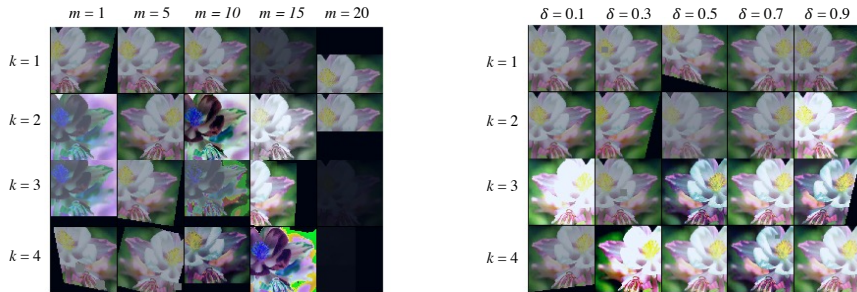 m = 1 m = 5 m = 10 m = 15 m = 20
k = 1
k = 2
k = 3
k = 4
δ = 0.1 δ = 0.3 δ = 0.5 δ = 0.7 δ = 0.9
k = 1
k = 2
k = 3
k = 4